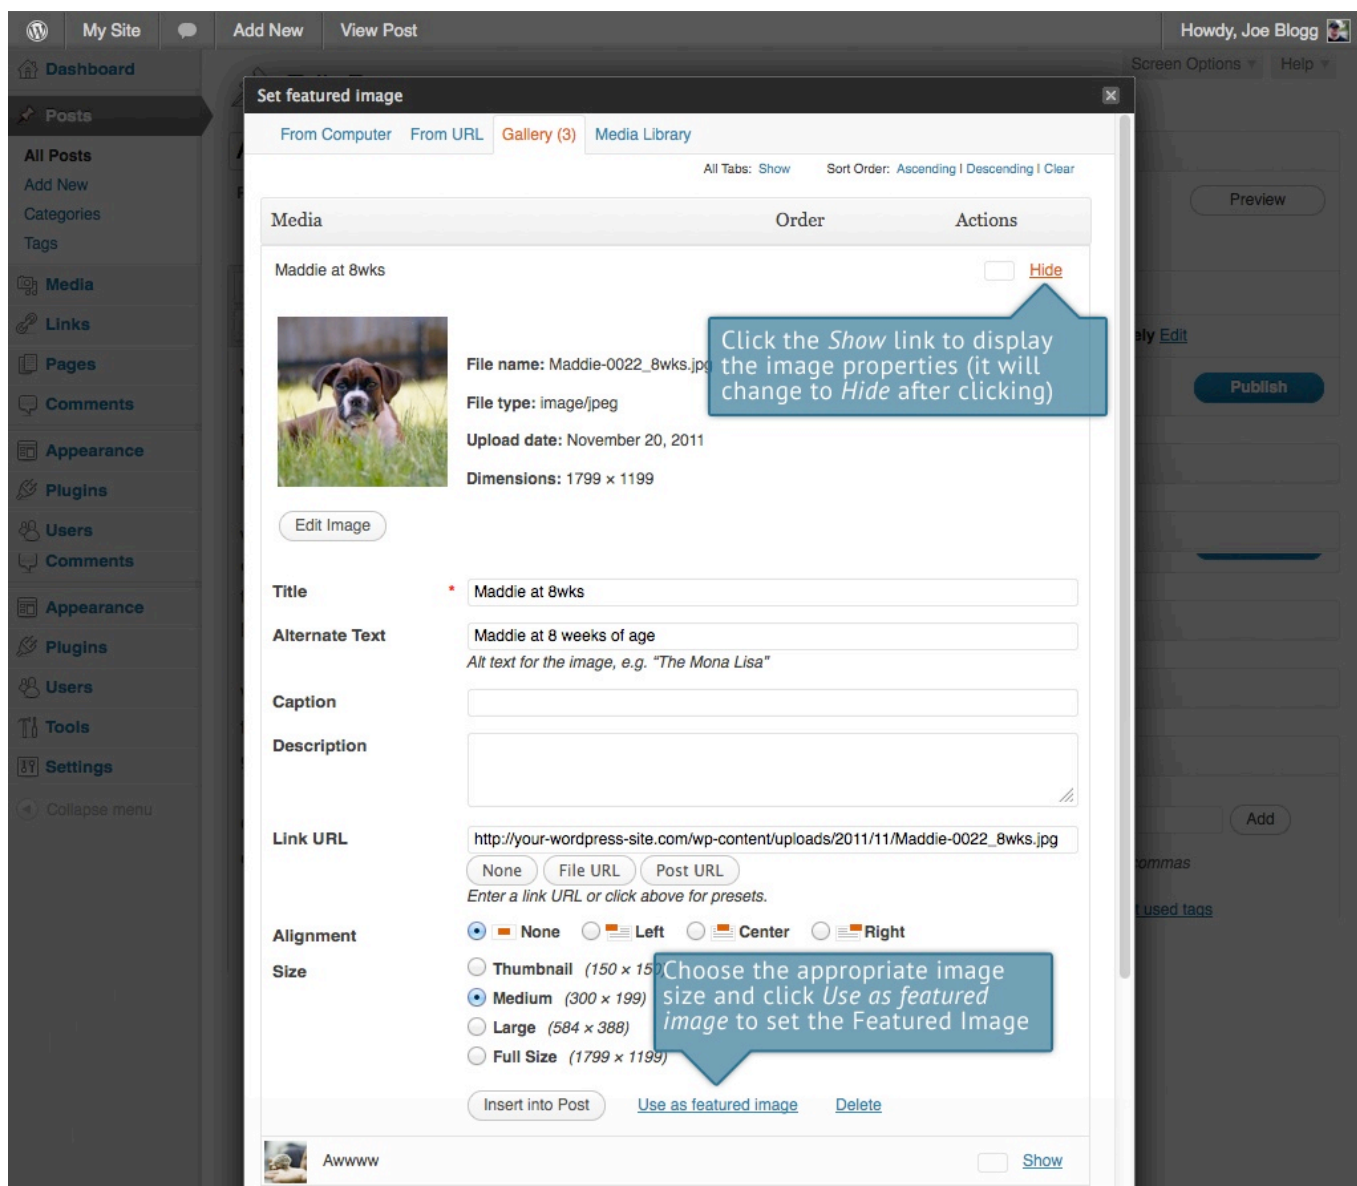 My Site
Add New
View Post
Howdy, Joe Blogg
Dashboard
Screen Options
Help
Posts
All Posts
Add New
Categories
Tags
Media
Links
Pages
Comments
Appearance
Plugins
Users
Comments
Appearance
Plugins
Users
Tools
Settings
Collapse menu
Set featured image
From Computer From URL Gallery (3) Media Library
All Tabs: Show Sort Order: Ascending | Descending | Clear
Media Order Actions
Maddie at 8wks Hide
Click the Show link to display
the image properties (it will
change to Hide after clicking)
File name: Maddie-0022_8wks.jpg
File type: image/jpeg
Upload date: November 20, 2011
Dimensions: 1799 × 1199
Edit Image
Title * Maddie at 8wks
Alternate Text Maddie at 8 weeks of age
Alt text for the image, e.g. “The Mona Lisa”
Caption
Description
Link URL http://your-wordpress-site.com/wp-content/uploads/2011/11/Maddie-0022_8wks.jpg
None File URL Post URL
Enter a link URL or click above for presets.
Alignment None Left Center Right
Size Thumbnail (150 × 150)
Medium (300 × 199)
Large (584 × 388)
Full Size (1799 × 1199)
Choose the appropriate image
size and click Use as featured
image to set the Featured Image
Insert into Post Use as featured image Delete
Awwww Show
Preview
Edit
Publish
Add
commas
used tags